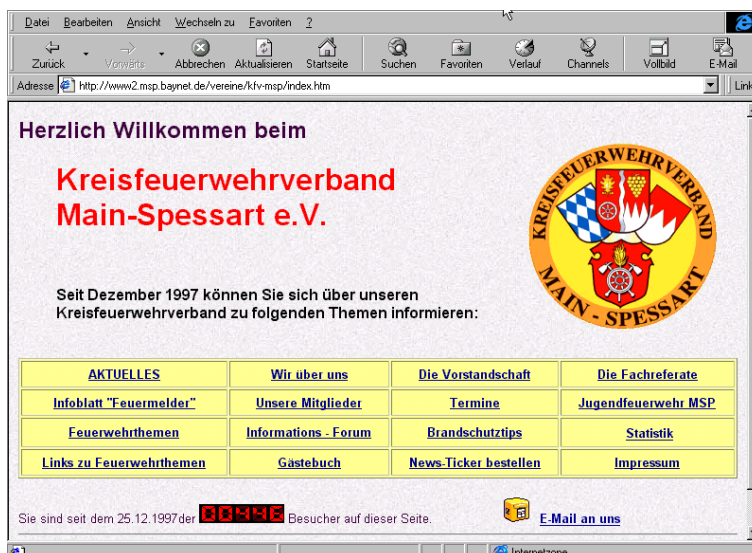 Datei Bearbeiten Ansicht Wechseln zu Favoriten ?
Zurück Vorwärts Abbrechen Aktualisieren Startseite Suchen Favoriten Verlauf Channels Vollbild E-Mail
Adresse http://www2.msp.baynet.de/vereine/kfv-msp/index.htm Link
Herzlich Willkommen beim
Kreisfeuerwehrverband
Main-Spessart e.V.
KREISFEUERWEHRVERBAND
MAIN - SPESSART
Seit Dezember 1997 können Sie sich über unseren
Kreisfeuerwehrverband zu folgenden Themen informieren:
AKTUELLES Wir über uns Die Vorstandschaft Die Fachreferate
Infoblatt "Feuermelder" Unsere Mitglieder Termine Jugendfeuerwehr MSP
Feuerwehrthemen Informations - Forum Brandschutztips Statistik
Links zu Feuerwehrthemen Gästebuch News-Ticker bestellen Impressum
Sie sind seit dem 25.12.1997der Besucher auf dieser Seite. E-Mail an uns
Internetzone